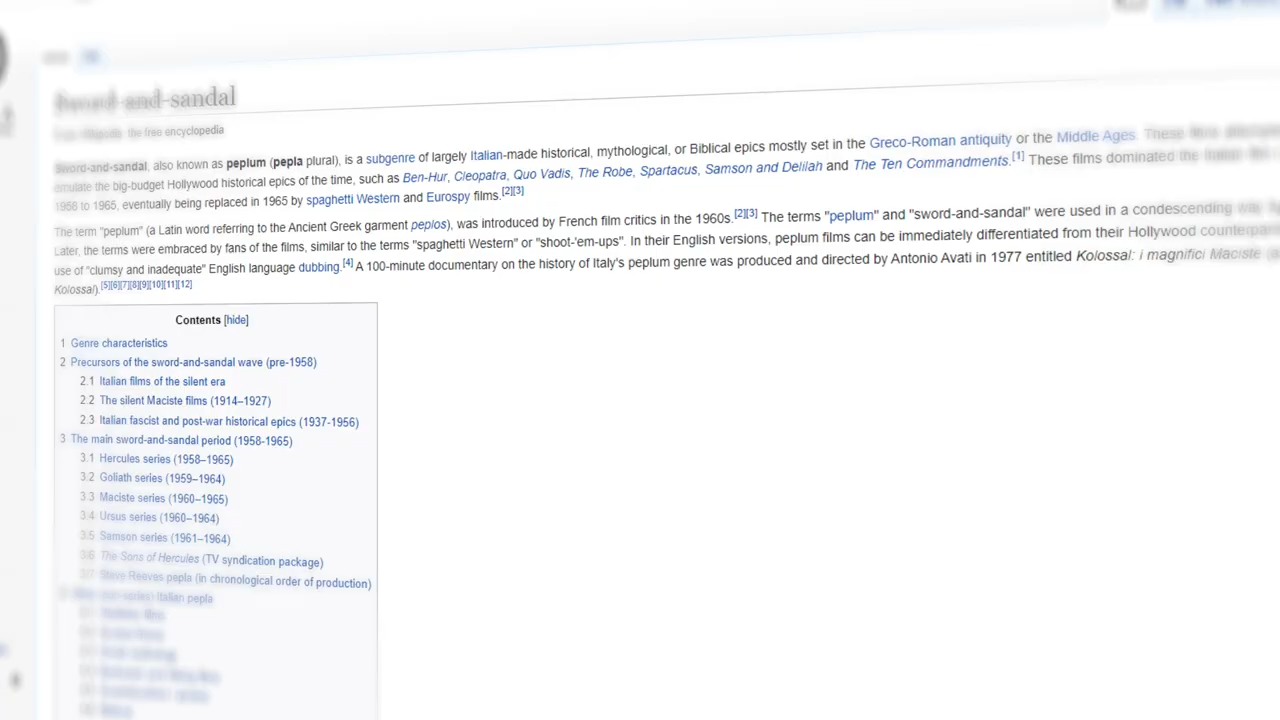 Sword-and-sandal
the free encyclopedia
Sword-and-sandal, also known as peplum (pepla plural), is a subgenre of largely Italian-made historical, mythological, or Biblical epics mostly set in the Greco-Roman antiquity or the Middle Ages. These films
emulate the big-budget Hollywood historical epics of the time, such as Ben-Hur, Cleopatra, Quo Vadis, The Robe, Spartacus, Samson and Delilah and The Ten Commandments.[1] These films dominated the Italian film
1958 to 1965, eventually being replaced in 1965 by spaghetti Western and Eurospy films.[2][3]
The term "peplum" (a Latin word referring to the Ancient Greek garment peplos), was introduced by French film critics in the 1960s.[2][3] The terms "peplum" and "sword-and-sandal" were used in a condescending way
Later, the terms were embraced by fans of the films, similar to the terms "spaghetti Western" or "shoot-'em-ups". In their English versions, peplum films can be immediately differentiated from their Hollywood
use of "clumsy and inadequate" English language dubbing.[4] A 100-minute documentary on the history of Italy's peplum genre was produced and directed by Antonio Avati in 1977 entitled Kolossal: i magnifici Maciste
Kolossal).[5][6][7][8][9][10][11][12]
Contents [hide]
1 Genre characteristics
2 Precursors of the sword-and-sandal wave (pre-1958)
2.1 Italian films of the silent era
2.2 The silent Maciste films (1914–1927)
2.3 Italian fascist and post-war historical epics (1937-1956)
3 The main sword-and-sandal period (1958-1965)
3.1 Hercules series (1958–1965)
3.2 Goliath series (1959–1964)
3.3 Maciste series (1960–1965)
3.4 Ursus series (1960–1964)
3.5 Samson series (1961–1964)
3.6 The Sons of Hercules (TV syndication package)
3.7 Steve Reeves pepla (in chronological order of production)
Italian pepla